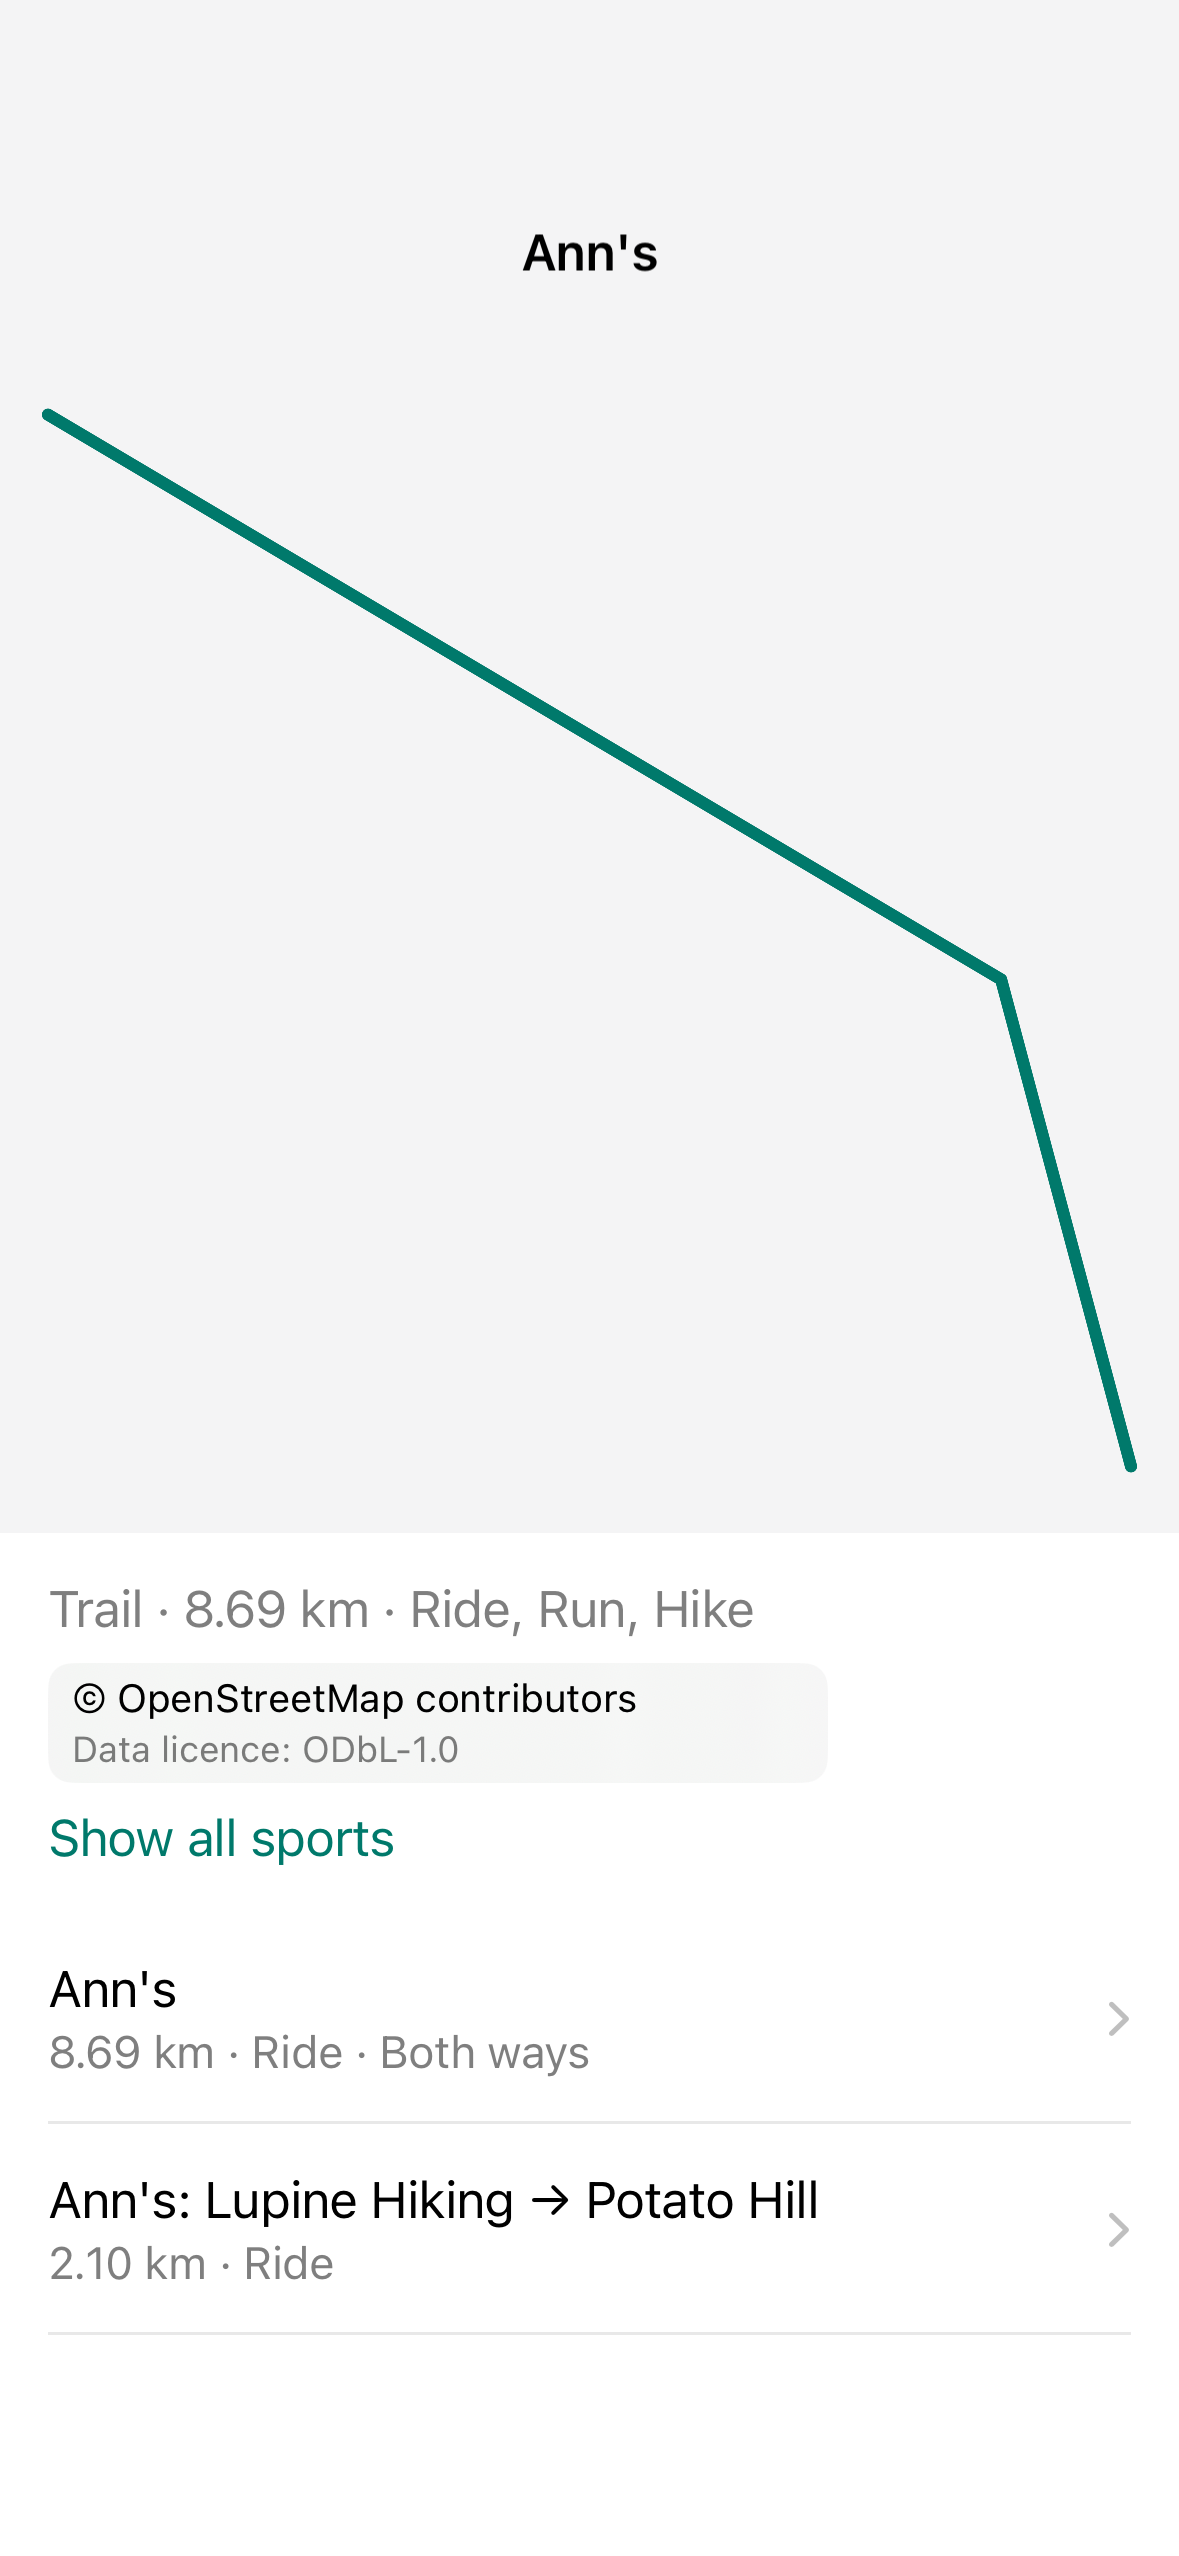 Ann's
Trail · 8.69 km · Ride, Run, Hike
© OpenStreetMap contributors
Data licence: ODbL-1.0
Show all sports
Ann's
8.69 km · Ride · Both ways
Ann's: Lupine Hiking → Potato Hill
2.10 km · Ride